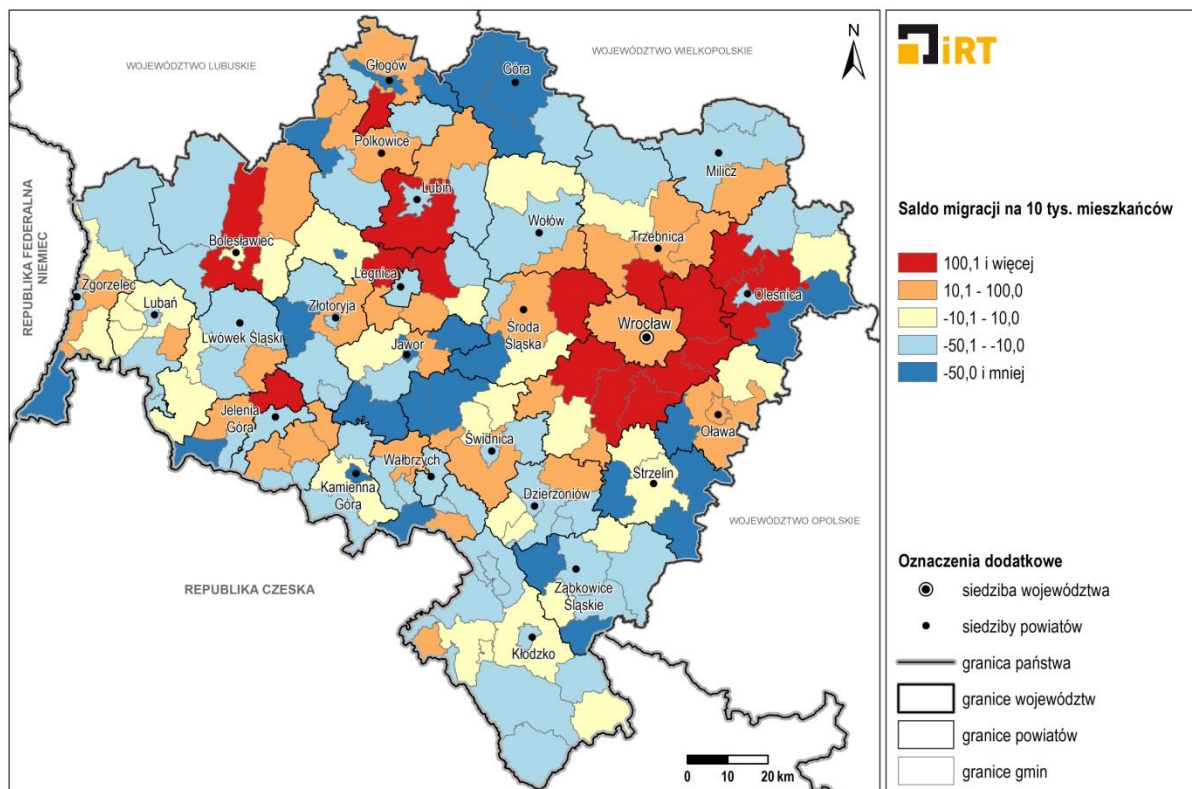 WOJEWÓDZTWO LUBUSKIE
WOJEWÓDZTWO WIELKOPOLSKIE
N
Głogów
Góra
Polkowice
Milicz
Lubin
Wołów
Trzebnica
REPUBLIKA FEDERALNA
NIEMIEC
Bolesławiec
Legnica
Oleśnica
Zgorzelec
Lubań
Złotoryja
Środa
Śląska
Wrocław
Lwówek Śląski
Jawor
Jelenia
Góra
Oława
Świdnica
Wałbrzych
Strzelin
Kamienna
Góra
Dzierżoniów
WOJEWÓDZTWO OPOLSKIE
REPUBLIKA CZESKA
Ząbkowice
Śląskie
Kłodzko
0 10 20 km
iRT
Saldo migracji na 10 tys. mieszkańców
100,1 i więcej
10,1 - 100,0
-10,1 - 10,0
-50,1 - -10,0
-50,0 i mniej
Oznaczenia dodatkowe
siedziba województwa
siedziby powiatów
granica państwa
granice województw
granice powiatów
granice gmin